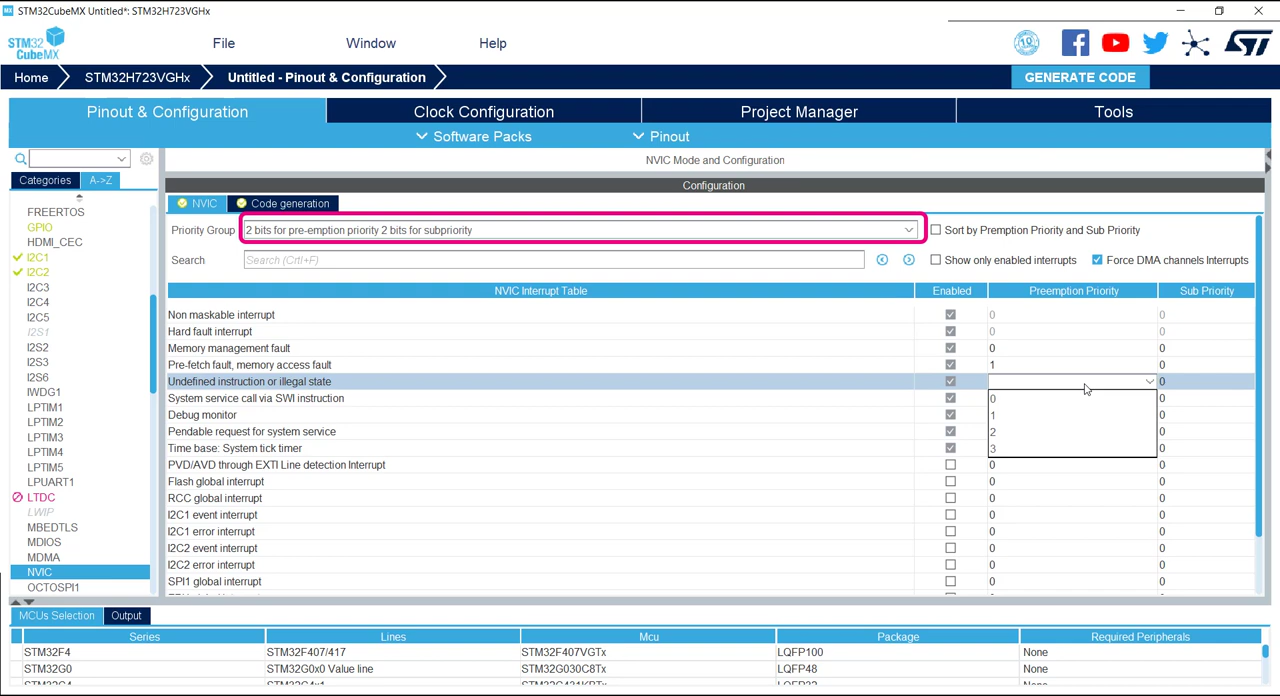 MX STM32CubeMX Untitled*: STM32H723VGHx
STM32
CubeMX
File Window Help
10
Home STM32H723VGHx Untitled - Pinout & Configuration GENERATE CODE
Pinout & Configuration Clock Configuration Project Manager Tools
Software Packs Pinout
NVIC Mode and Configuration
Categories A->Z
Configuration
NVIC Code generation
Priority Group 2 bits for pre-emption priority 2 bits for subpriority Sort by Premption Priority and Sub Priority
Search Search (Crtl+F) Show only enabled interrupts Force DMA channels Interrupts
NVIC Interrupt Table Enabled Preemption Priority Sub Priority
Non maskable interrupt 0 0
Hard fault interrupt 0 0
Memory management fault 0 0
Pre-fetch fault, memory access fault 1 0
Undefined instruction or illegal state 0
System service call via SWI instruction 0 0
Debug monitor 1 0
Pendable request for system service 2 0
Time base: System tick timer 3 0
PVD/AVD through EXTI Line detection Interrupt 0 0
Flash global interrupt 0 0
RCC global interrupt 0 0
I2C1 event interrupt 0 0
I2C1 error interrupt 0 0
I2C2 event interrupt 0 0
I2C2 error interrupt 0 0
SPI1 global interrupt 0 0
FREERTOS
GPIO
HDMI_CEC
I2C1
I2C2
I2C3
I2C4
I2C5
I2S1
I2S2
I2S3
I2S6
IWDG1
LPTIM1
LPTIM2
LPTIM3
LPTIM4
LPTIM5
LPUART1
LTDC
LWIP
MBEDTLS
MDIOS
MDMA
NVIC
OCTOSPI1
MCUs Selection Output
Series Lines Mcu Package Required Peripherals
STM32F4 STM32F407/417 STM32F407VGTx LQFP100 None
STM32G0 STM32G0x0 Value line STM32G030C8Tx LQFP48 None
STM32G4 STM32G4x1 STM32G431KBTx LQFP32 None